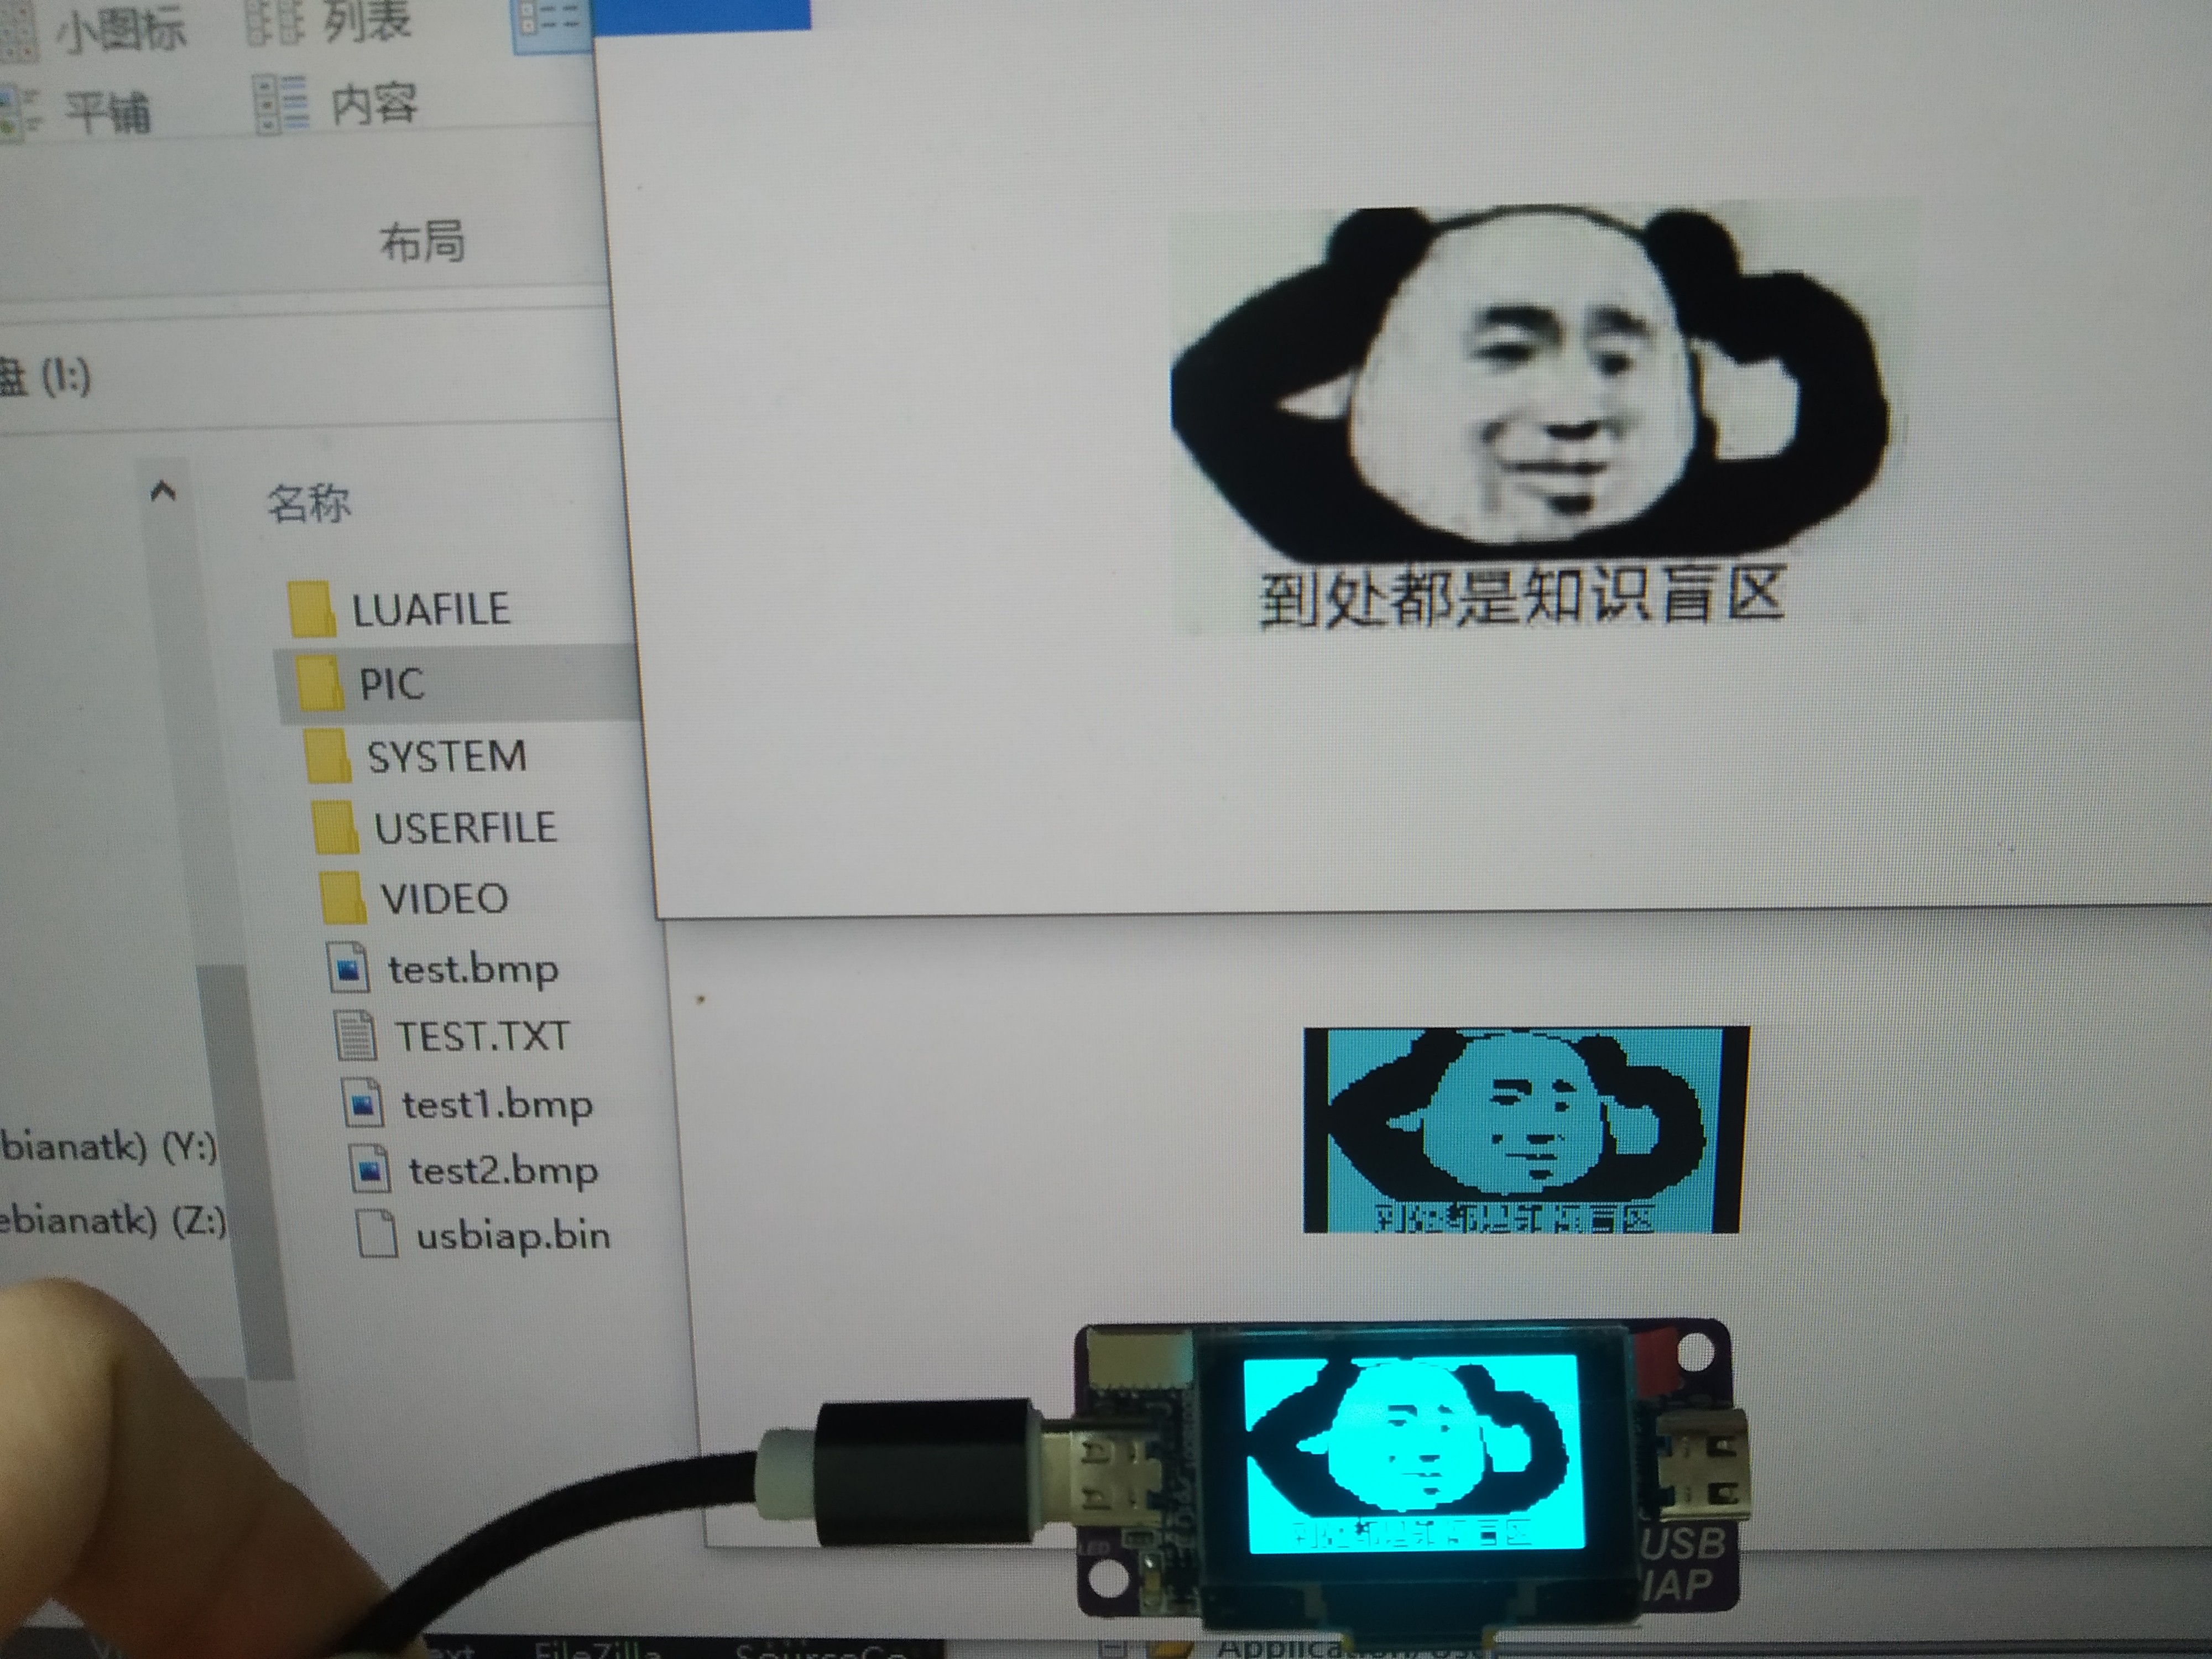 小图标
列表
平铺
内容
布局
盘 (I:)
名称
LUAFILE
PIC
SYSTEM
USERFILE
VIDEO
test.bmp
TEST.TXT
test1.bmp
test2.bmp
usbiap.bin
bianatk) (Y:)
ebianatk) (Z:)
到处都是知识盲区
到处都是知识盲区
到处都是知识盲区
LED
USB
IAP
FileZilla